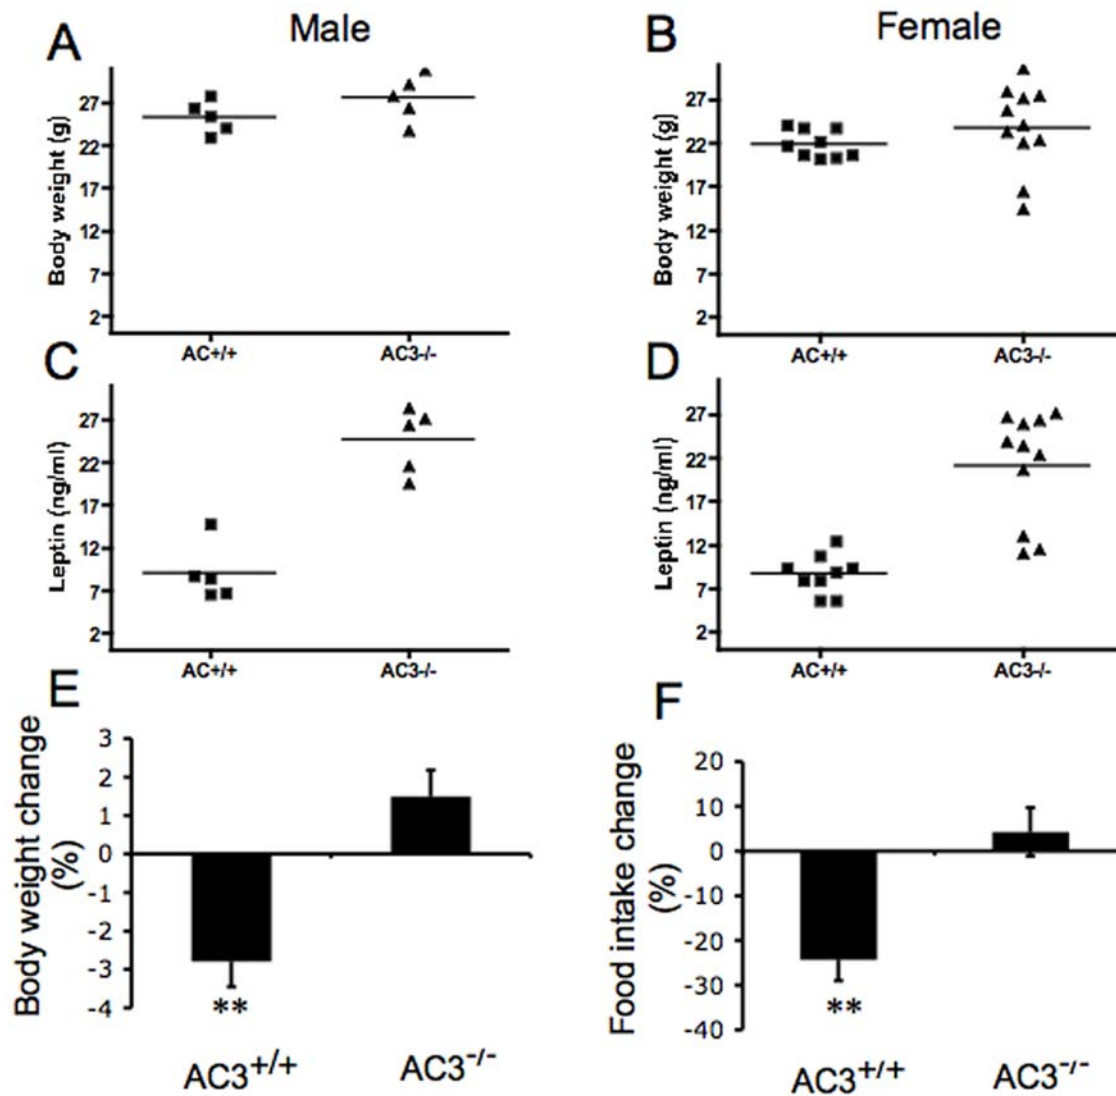 A
Male
Body weight (g)
27
22
17
12
7
2
AC+/+
AC3-/-
B
Female
Body weight (g)
27
22
17
12
7
2
AC+/+
AC3-/-
C
Leptin (ng/ml)
27
22
17
12
7
2
AC+/+
AC3-/-
D
Leptin (ng/ml)
27
22
17
12
7
2
AC+/+
AC3-/-
E
Body weight change
(%)
3
2
1
0
-1
-2
-3
-4
**
AC3+/+
AC3-/-
F
Food intake change
(%)
20
10
0
-10
-20
-30
-40
**
AC3+/+
AC3-/-